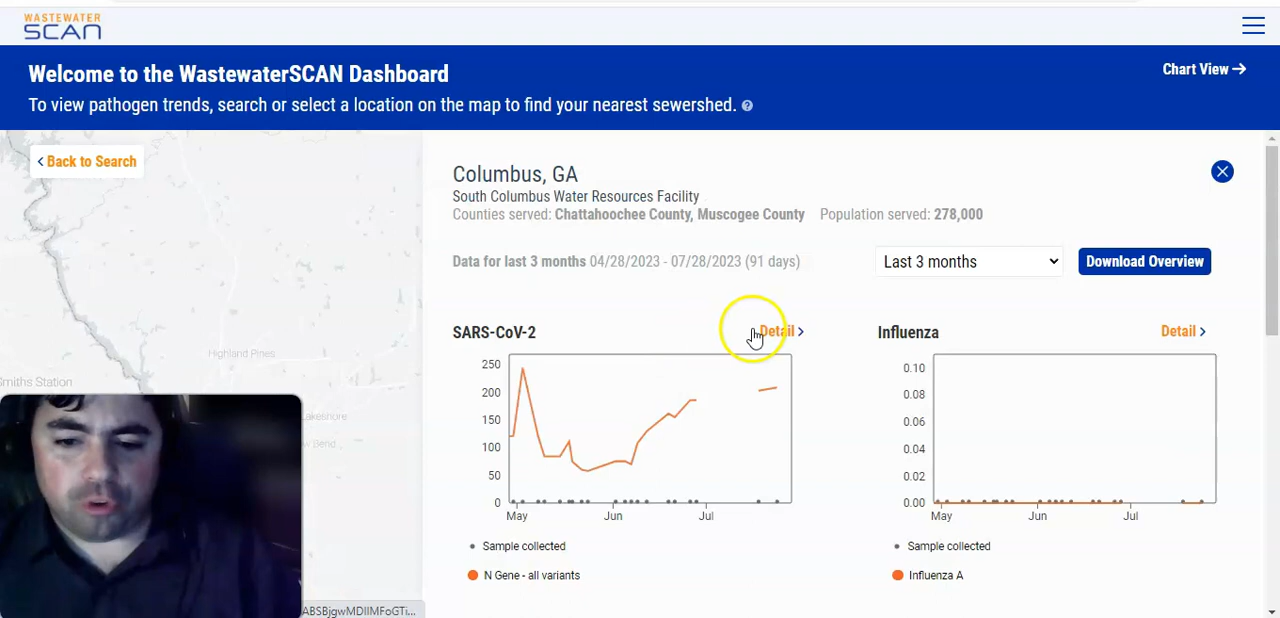 WASTEWATER
SCAN
Welcome to the WastewaterSCAN Dashboard
Chart View →
To view pathogen trends, search or select a location on the map to find your nearest sewershed.
Back to Search
Columbus, GA
South Columbus Water Resources Facility
Counties served: Chattahoochee County, Muscogee County Population served: 278,000
Data for last 3 months 04/28/2023 - 07/28/2023 (91 days)
Last 3 months
Download Overview
SARS-CoV-2
Detail >
Influenza
Detail >
250
200
150
100
50
0
May Jun Jul
Sample collected
N Gene - all variants
0.10
0.08
0.06
0.04
0.02
0.00
May Jun Jul
Sample collected
Influenza A
Highland Pines
miths Station
akelmore
w Bend
ABSBjgwMDIIMFoGTi...